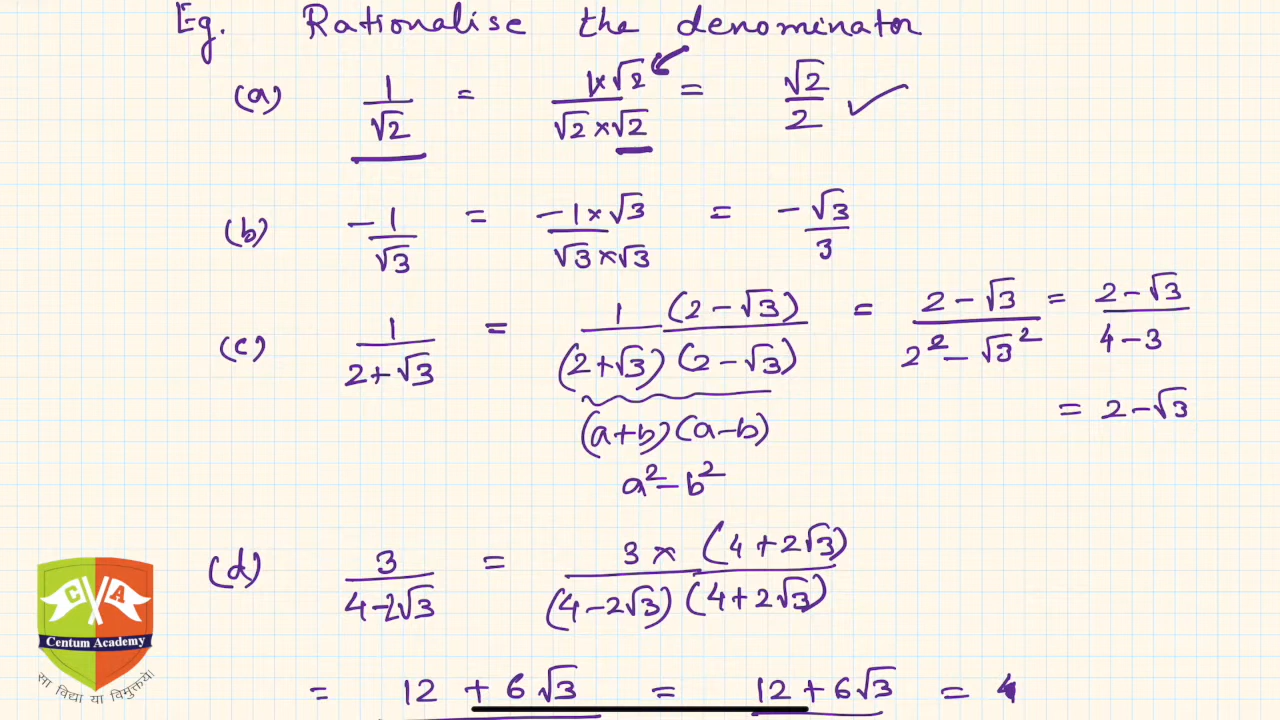 Eg. Rationalise the denominator
(a) 1/√2 = 1×√2/√2×√2 = √2/2 ✓
(b) -1/√3 = -1×√3/√3×√3 = -√3/3
(c) 1/2+√3 = 1/(2+√3) (2-√3)/(2-√3) = 2-√3/2²-√3² = 2-√3/4-3
= 2-√3
(a+b)(a-b)
a²-b²
(d) 3/4-2√3 = 3×(4+2√3)/(4-2√3)(4+2√3)
= 12+6√3 = 12+6√3 =
CA
Centum Academy
सा विद्या या विमुक्तये।